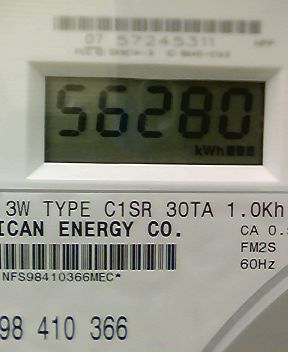 07 57245311
56280
kWh
3W TYPE C1SR 30TA 1.0Kh
ICAN ENERGY CO.
CA 0.
FM2S
60Hz
NFS98410366MEC*
98 410 366